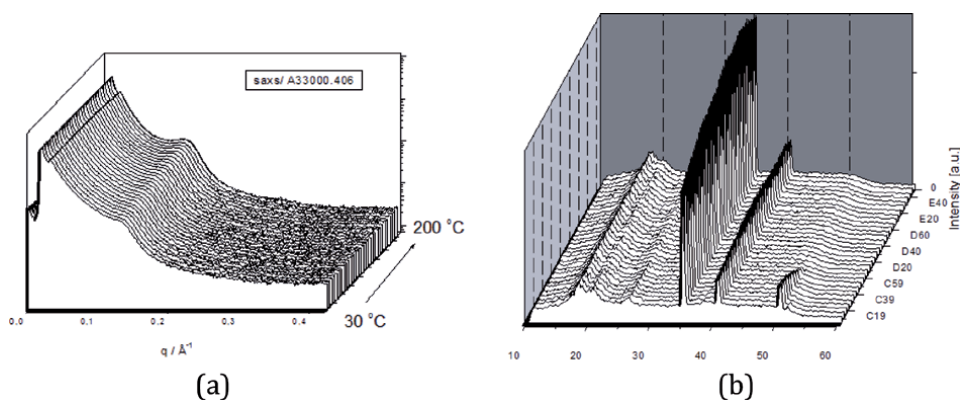 saxs/ A33000.406
200 °C
30 °C
0.0 0.1 0.2 0.3 0.4
q / Å⁻¹
(a)
Intensity [a.u.]
0
E40
E20
D60
D40
D20
C59
C39
C19
10 20 30 40 50 60
(b)